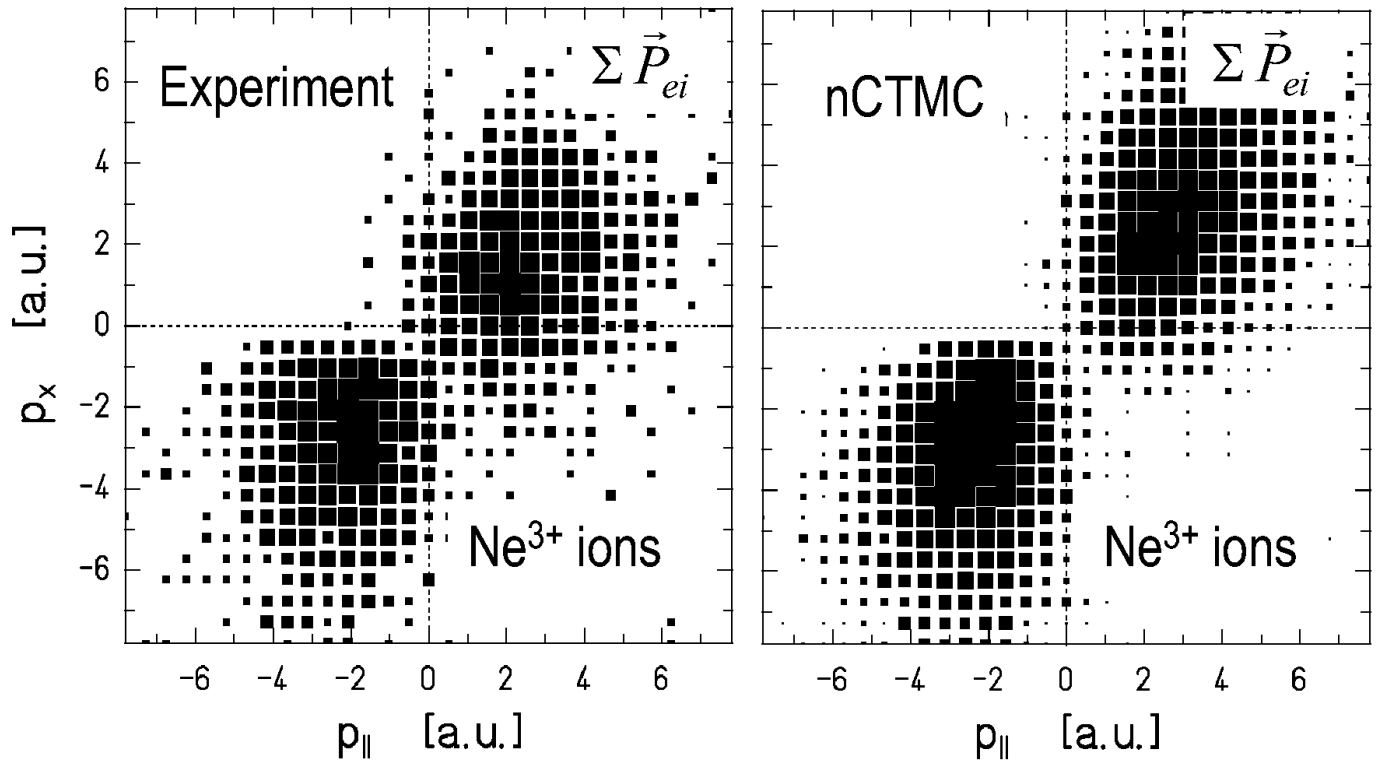 Experiment
Σ P⃗ei
Ne3+ ions
6
4
2
0
-2
-4
-6
px [a.u.]
-6 -4 -2 0 2 4 6
p|| [a.u.]
nCTMC
Σ P⃗ei
Ne3+ ions
-6 -4 -2 0 2 4 6
p|| [a.u.]